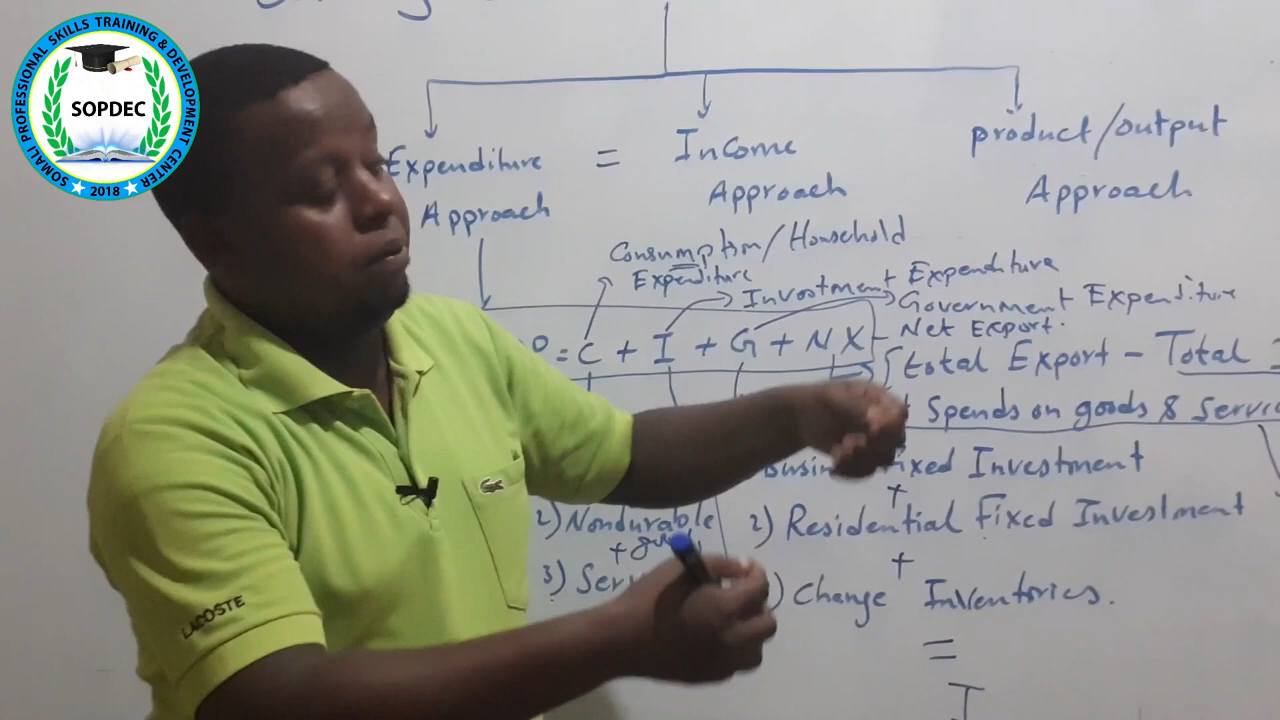 SOMALI PROFESSIONAL SKILLS TRAINING & DEVELOPMENT CENTER
SOPDEC
2018
Expenditure = Income product/output
Approach Approach Approach
Consumption/Household
Expenditure
Investment Expenditure
Government Expenditure
- Net Export.
= C + I + G + NX
total Export - Total
Spends on goods &
Fixed Investment
+
2) Nondurable
+
2) Residential Fixed Investment
+
3)
) Change Inventories.
=
I
LACOSTE